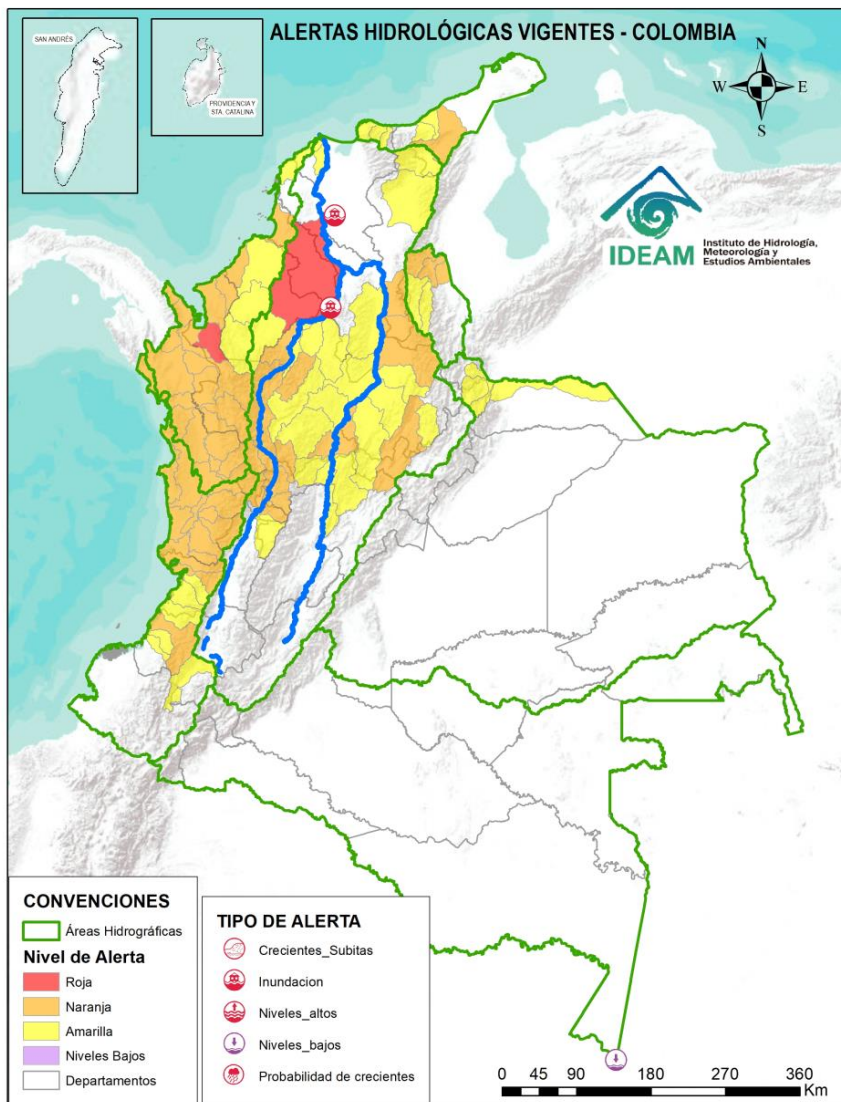 ALERTAS HIDROLÓGICAS VIGENTES - COLOMBIA
SAN ANDRÉS
PROVIDENCIA Y
STA. CATALINA
N
W
E
S
IDEAM
Instituto de Hidrología,
Meteorología y
Estudios Ambientales
CONVENCIONES
Áreas Hidrográficas
Nivel de Alerta
Roja
Naranja
Amarilla
Niveles Bajos
Departamentos
TIPO DE ALERTA
Crecientes_Subitas
Inundacion
Niveles_altos
Niveles_bajos
Probabilidad de crecientes
0 45 90 180 270 360
Km